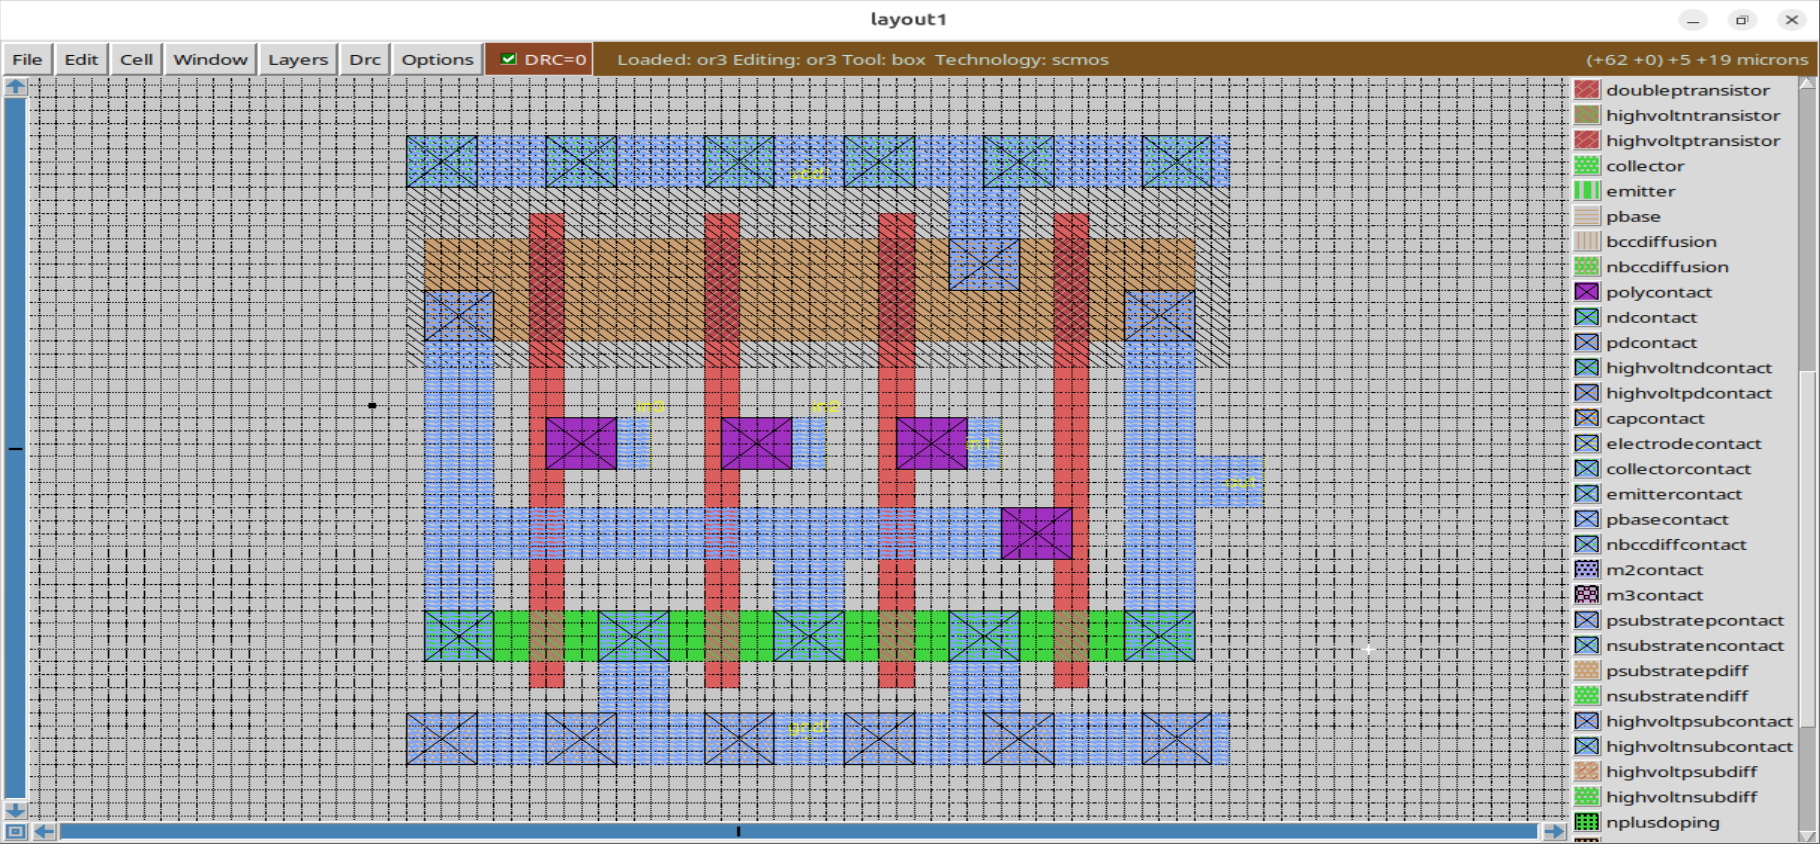 layout1
File Edit Cell Window Layers Drc Options DRC=0 Loaded: or3 Editing: or3 Tool: box Technology: scmos (+62 +0) +5 +19 microns
vdd!
in3
in2
in1
out
gnd!
doubleptransistor
highvoltntransistor
highvoltptransistor
collector
emitter
pbase
bccdiffusion
nbccdiffusion
polycontact
ndcontact
pdcontact
highvoltndcontact
highvoltpdcontact
capcontact
electrodecontact
collectorcontact
emittercontact
pbasecontact
nbccdiffcontact
m2contact
m3contact
psubstratepcontact
nsubstratencontact
psubstratepdiff
nsubstratendiff
highvoltpsubcontact
highvoltnsubcontact
highvoltpsubdiff
highvoltnsubdiff
nplusdoping